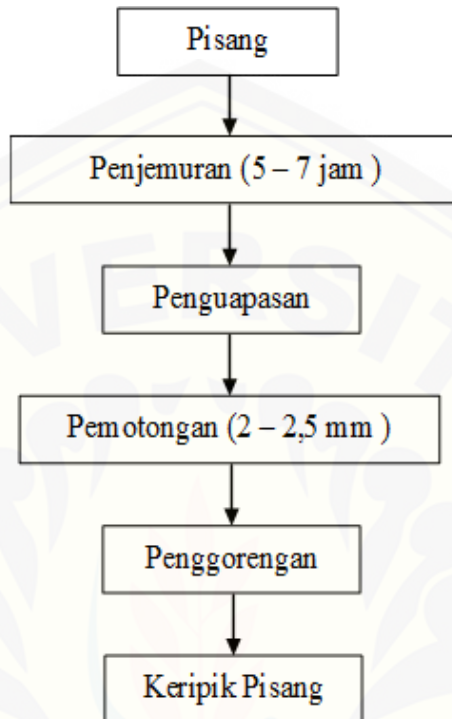 Pisang
Penjemuran (5 – 7 jam )
Penguapasan
Pemotongan (2 – 2,5 mm )
Penggorengan
Keripik Pisang